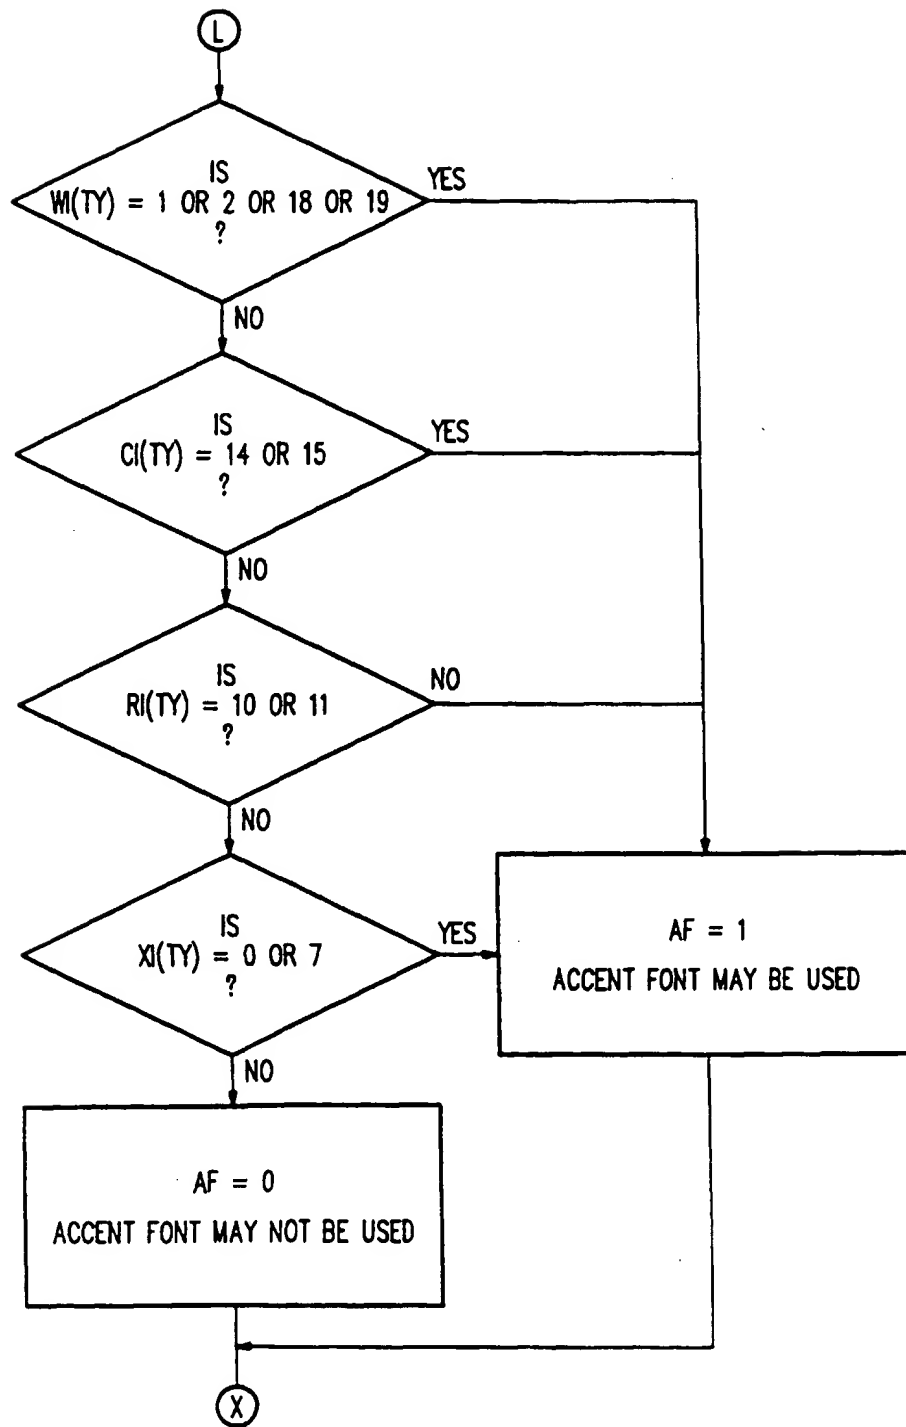 L
IS
WI(TY) = 1 OR 2 OR 18 OR 19
?
YES
NO
IS
CI(TY) = 14 OR 15
?
YES
NO
IS
RI(TY) = 10 OR 11
?
NO
NO
IS
XI(TY) = 0 OR 7
?
YES
NO
AF = 1
ACCENT FONT MAY BE USED
AF = 0
ACCENT FONT MAY NOT BE USED
X